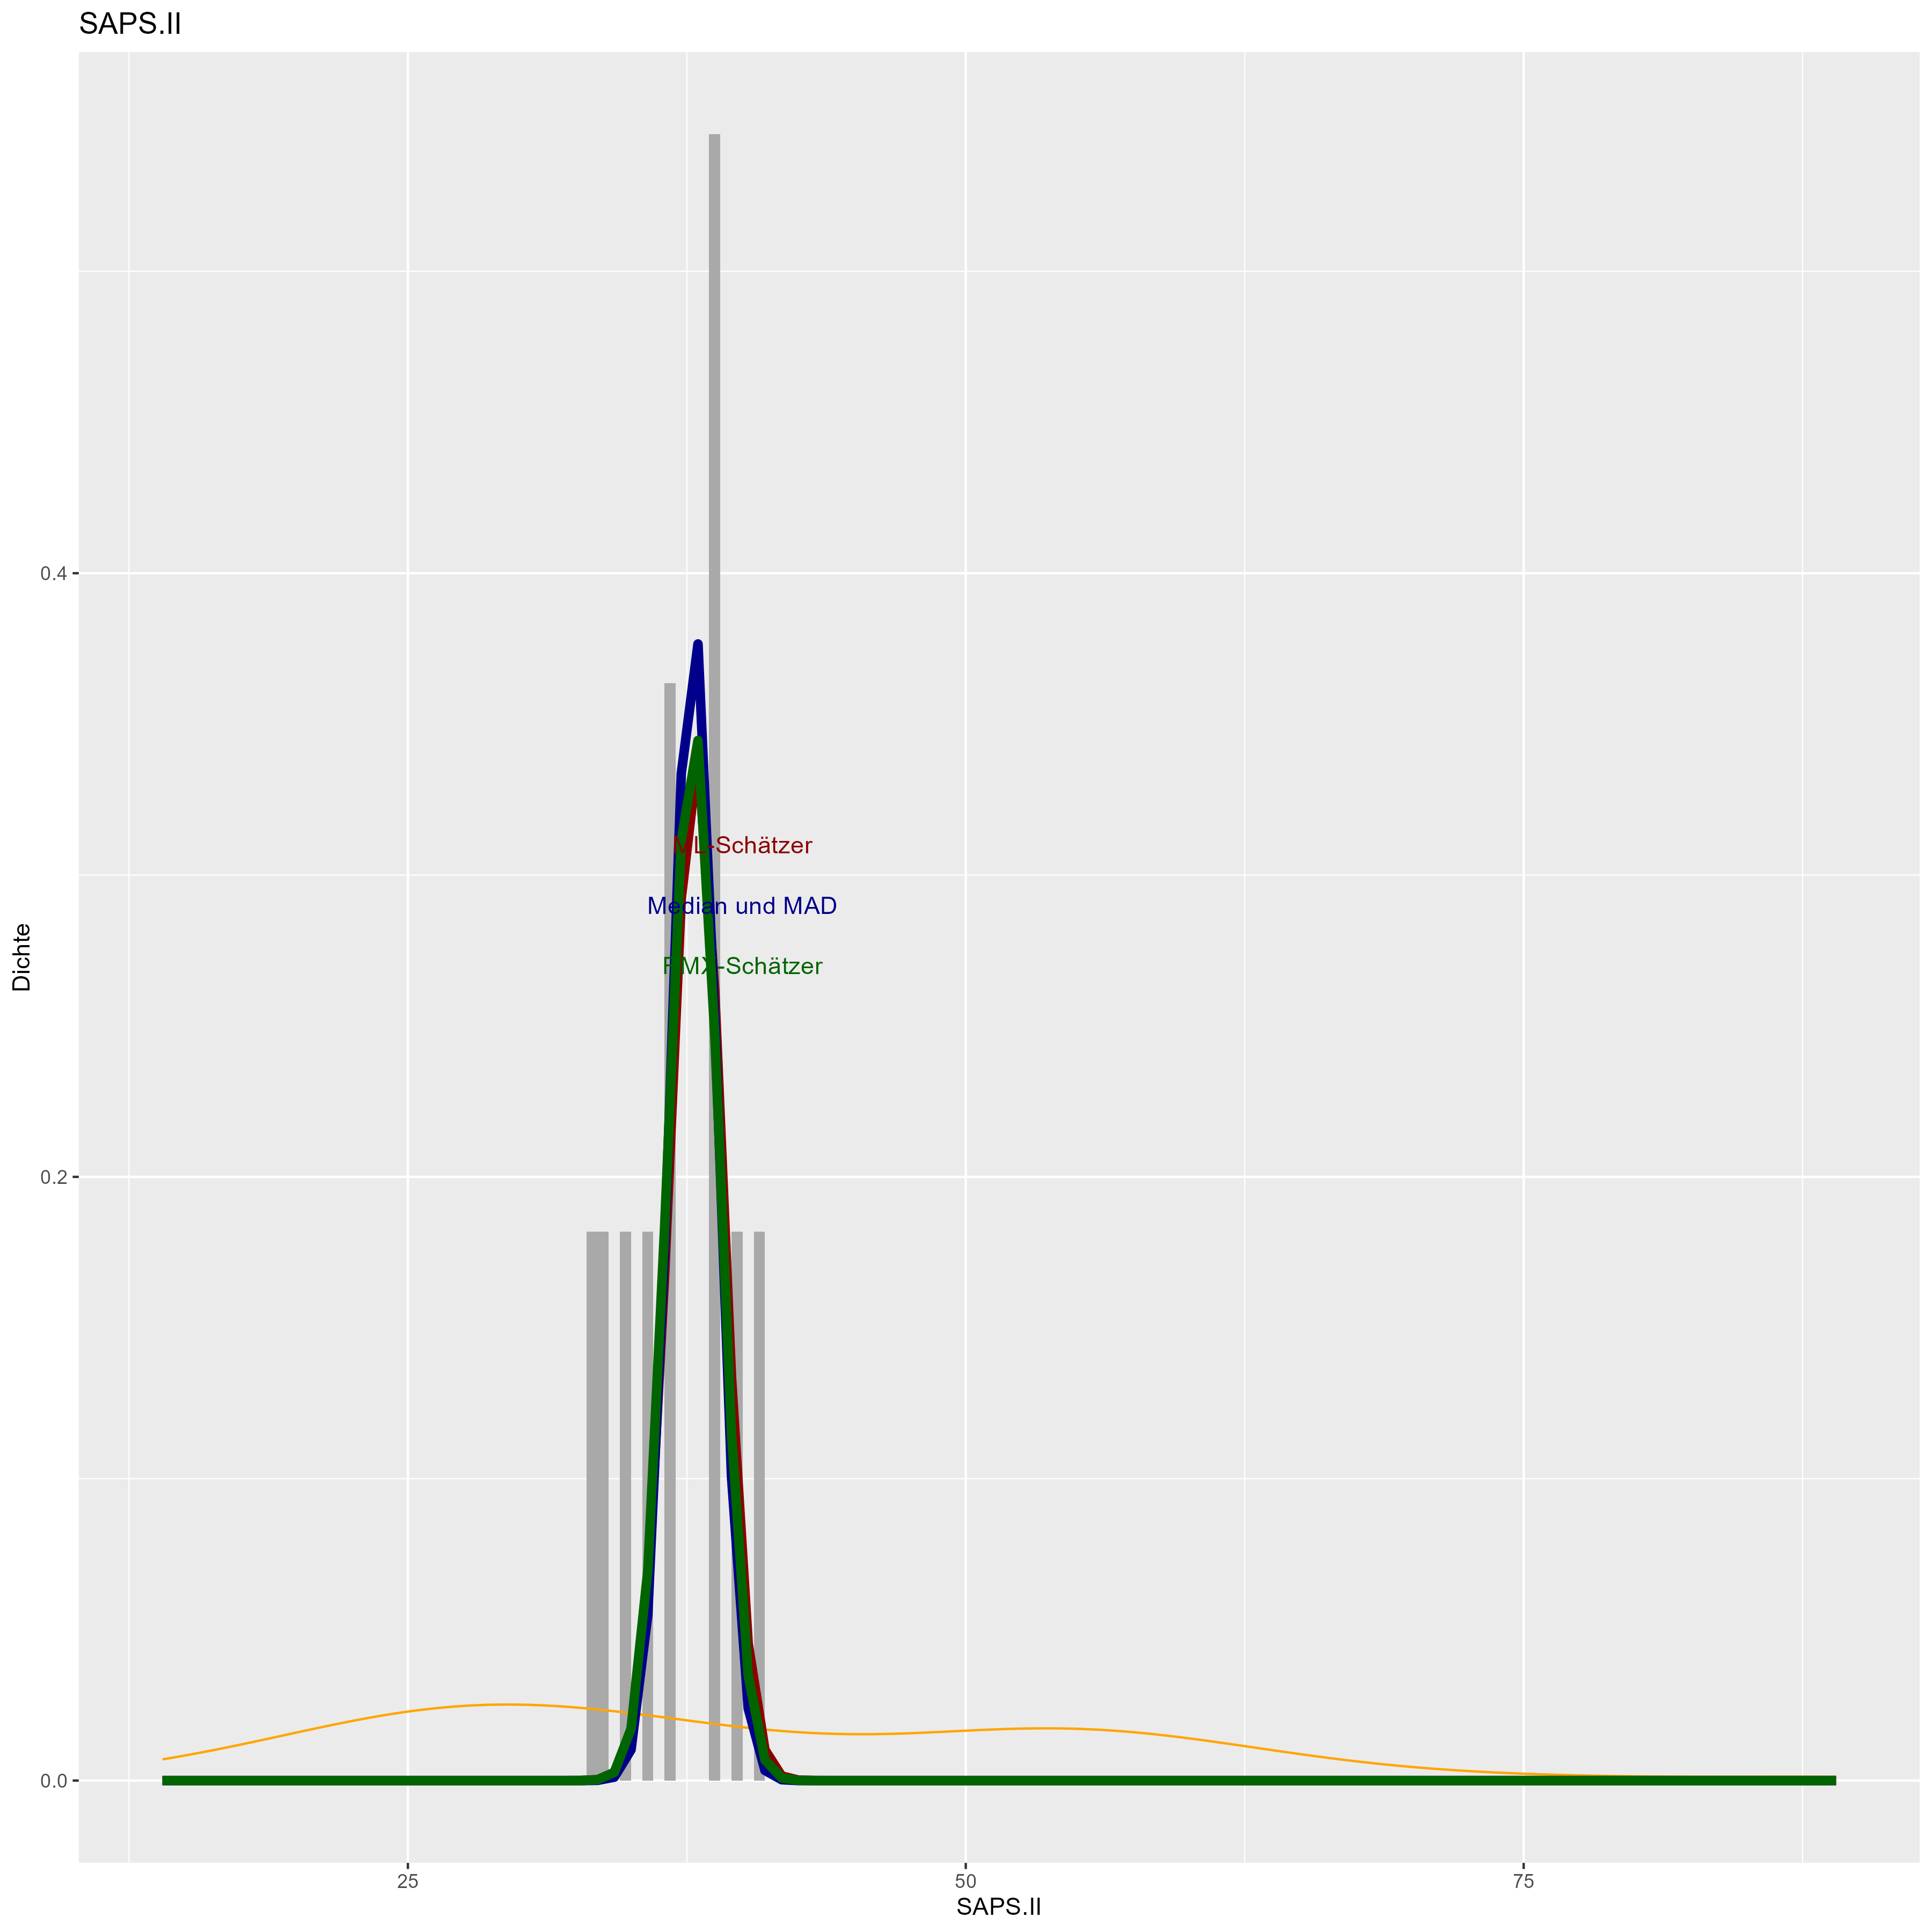 SAPS.II
Dichte
0.4
0.2
0.0
ML-Schätzer
Median und MAD
RMX-Schätzer
25 50 75
SAPS.II